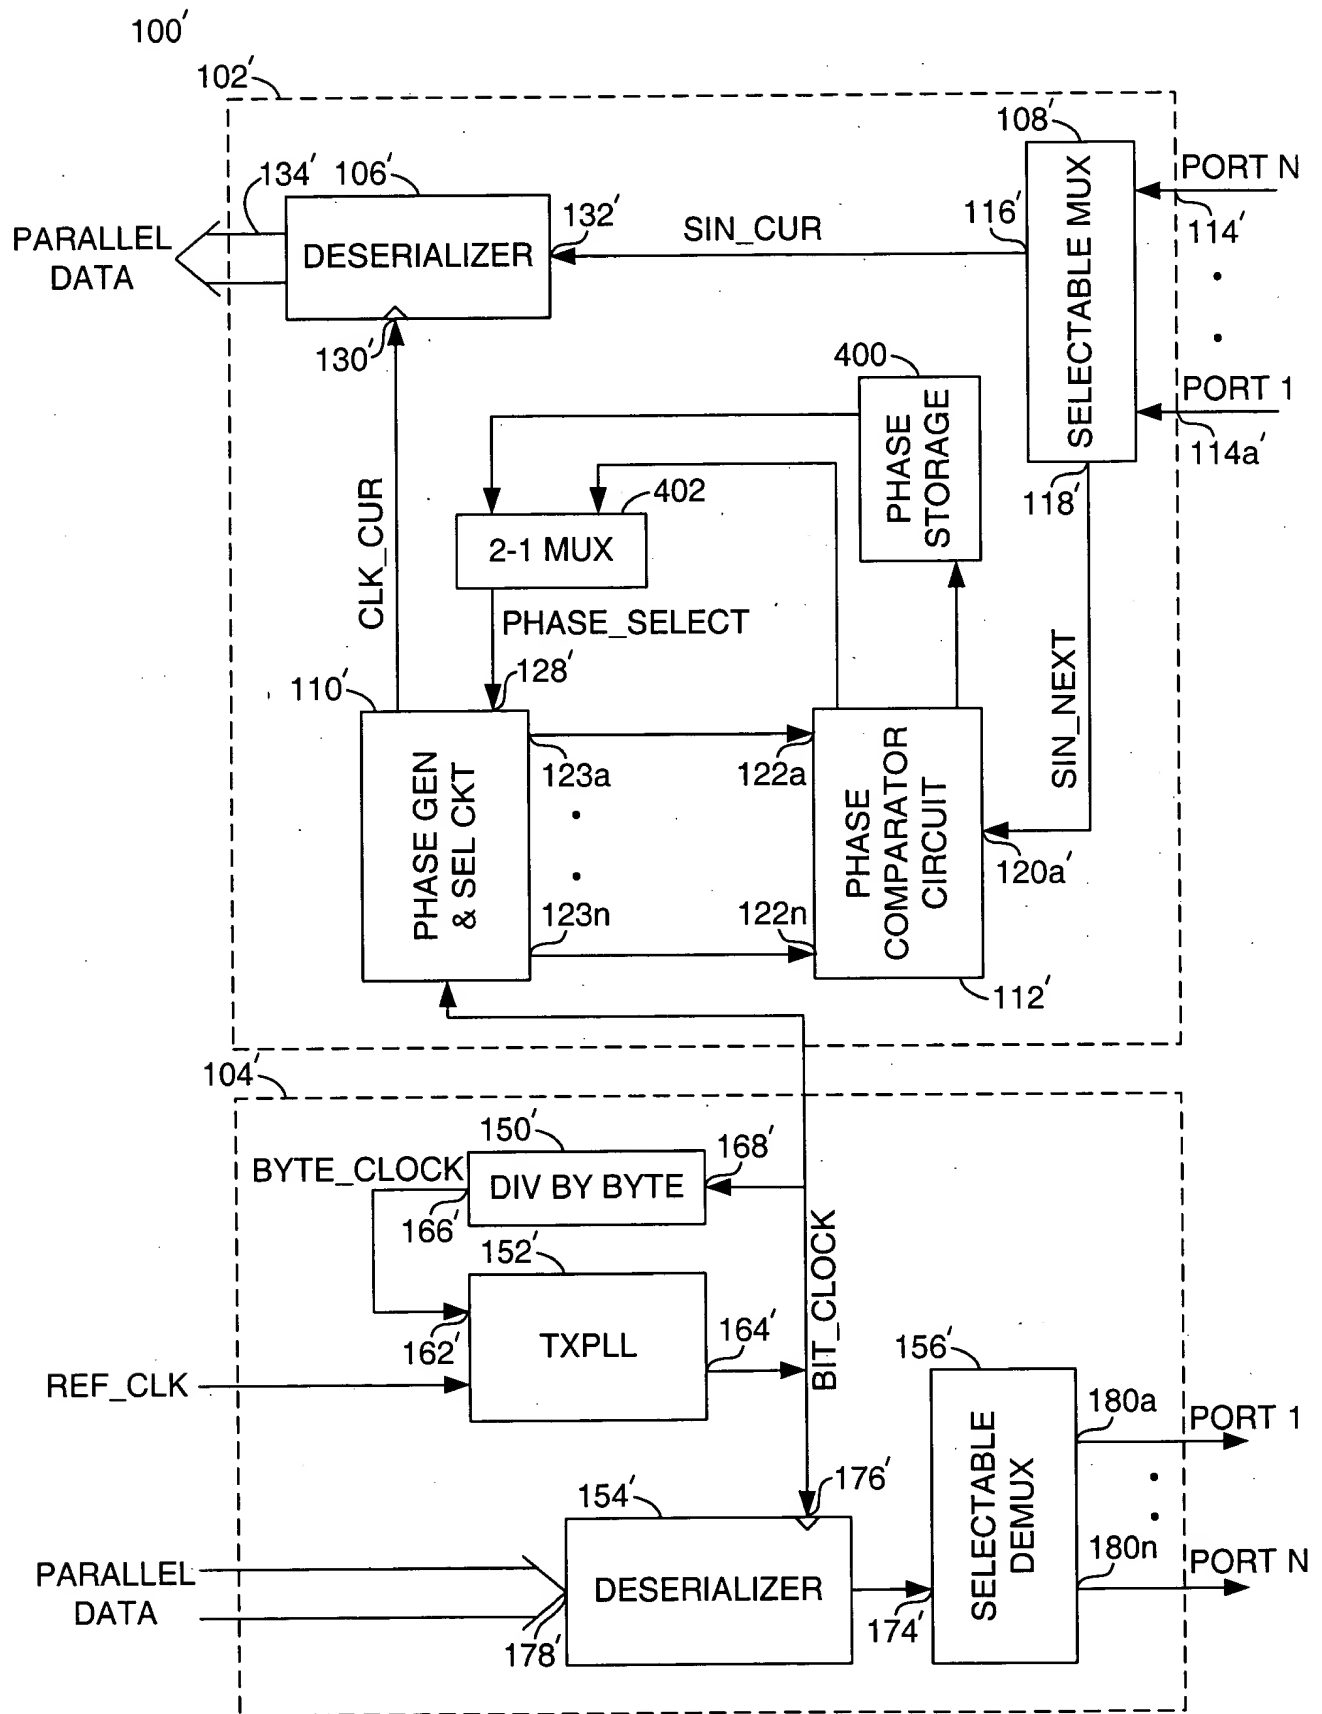 100′
102′
108′
PORT N
134′
106′
132′
SIN_CUR
116′
SELECTABLE MUX
114′
PARALLEL
DATA
DESERIALIZER
130′
400
PORT 1
114a′
118′
PHASE
STORAGE
CLK_CUR
402
2-1 MUX
PHASE_SELECT
128′
110′
SIN_NEXT
PHASE GEN
& SEL CKT
123a
122a
PHASE
COMPARATOR
CIRCUIT
120a′
123n
122n
112′
104′
150′
168′
BYTE_CLOCK
DIV BY BYTE
166′
152′
BIT_CLOCK
162′
TXPLL
164′
156′
REF_CLK
180a
PORT 1
SELECTABLE
DEMUX
176′
154′
180n
PORT N
PARALLEL
DATA
DESERIALIZER
178′
174′